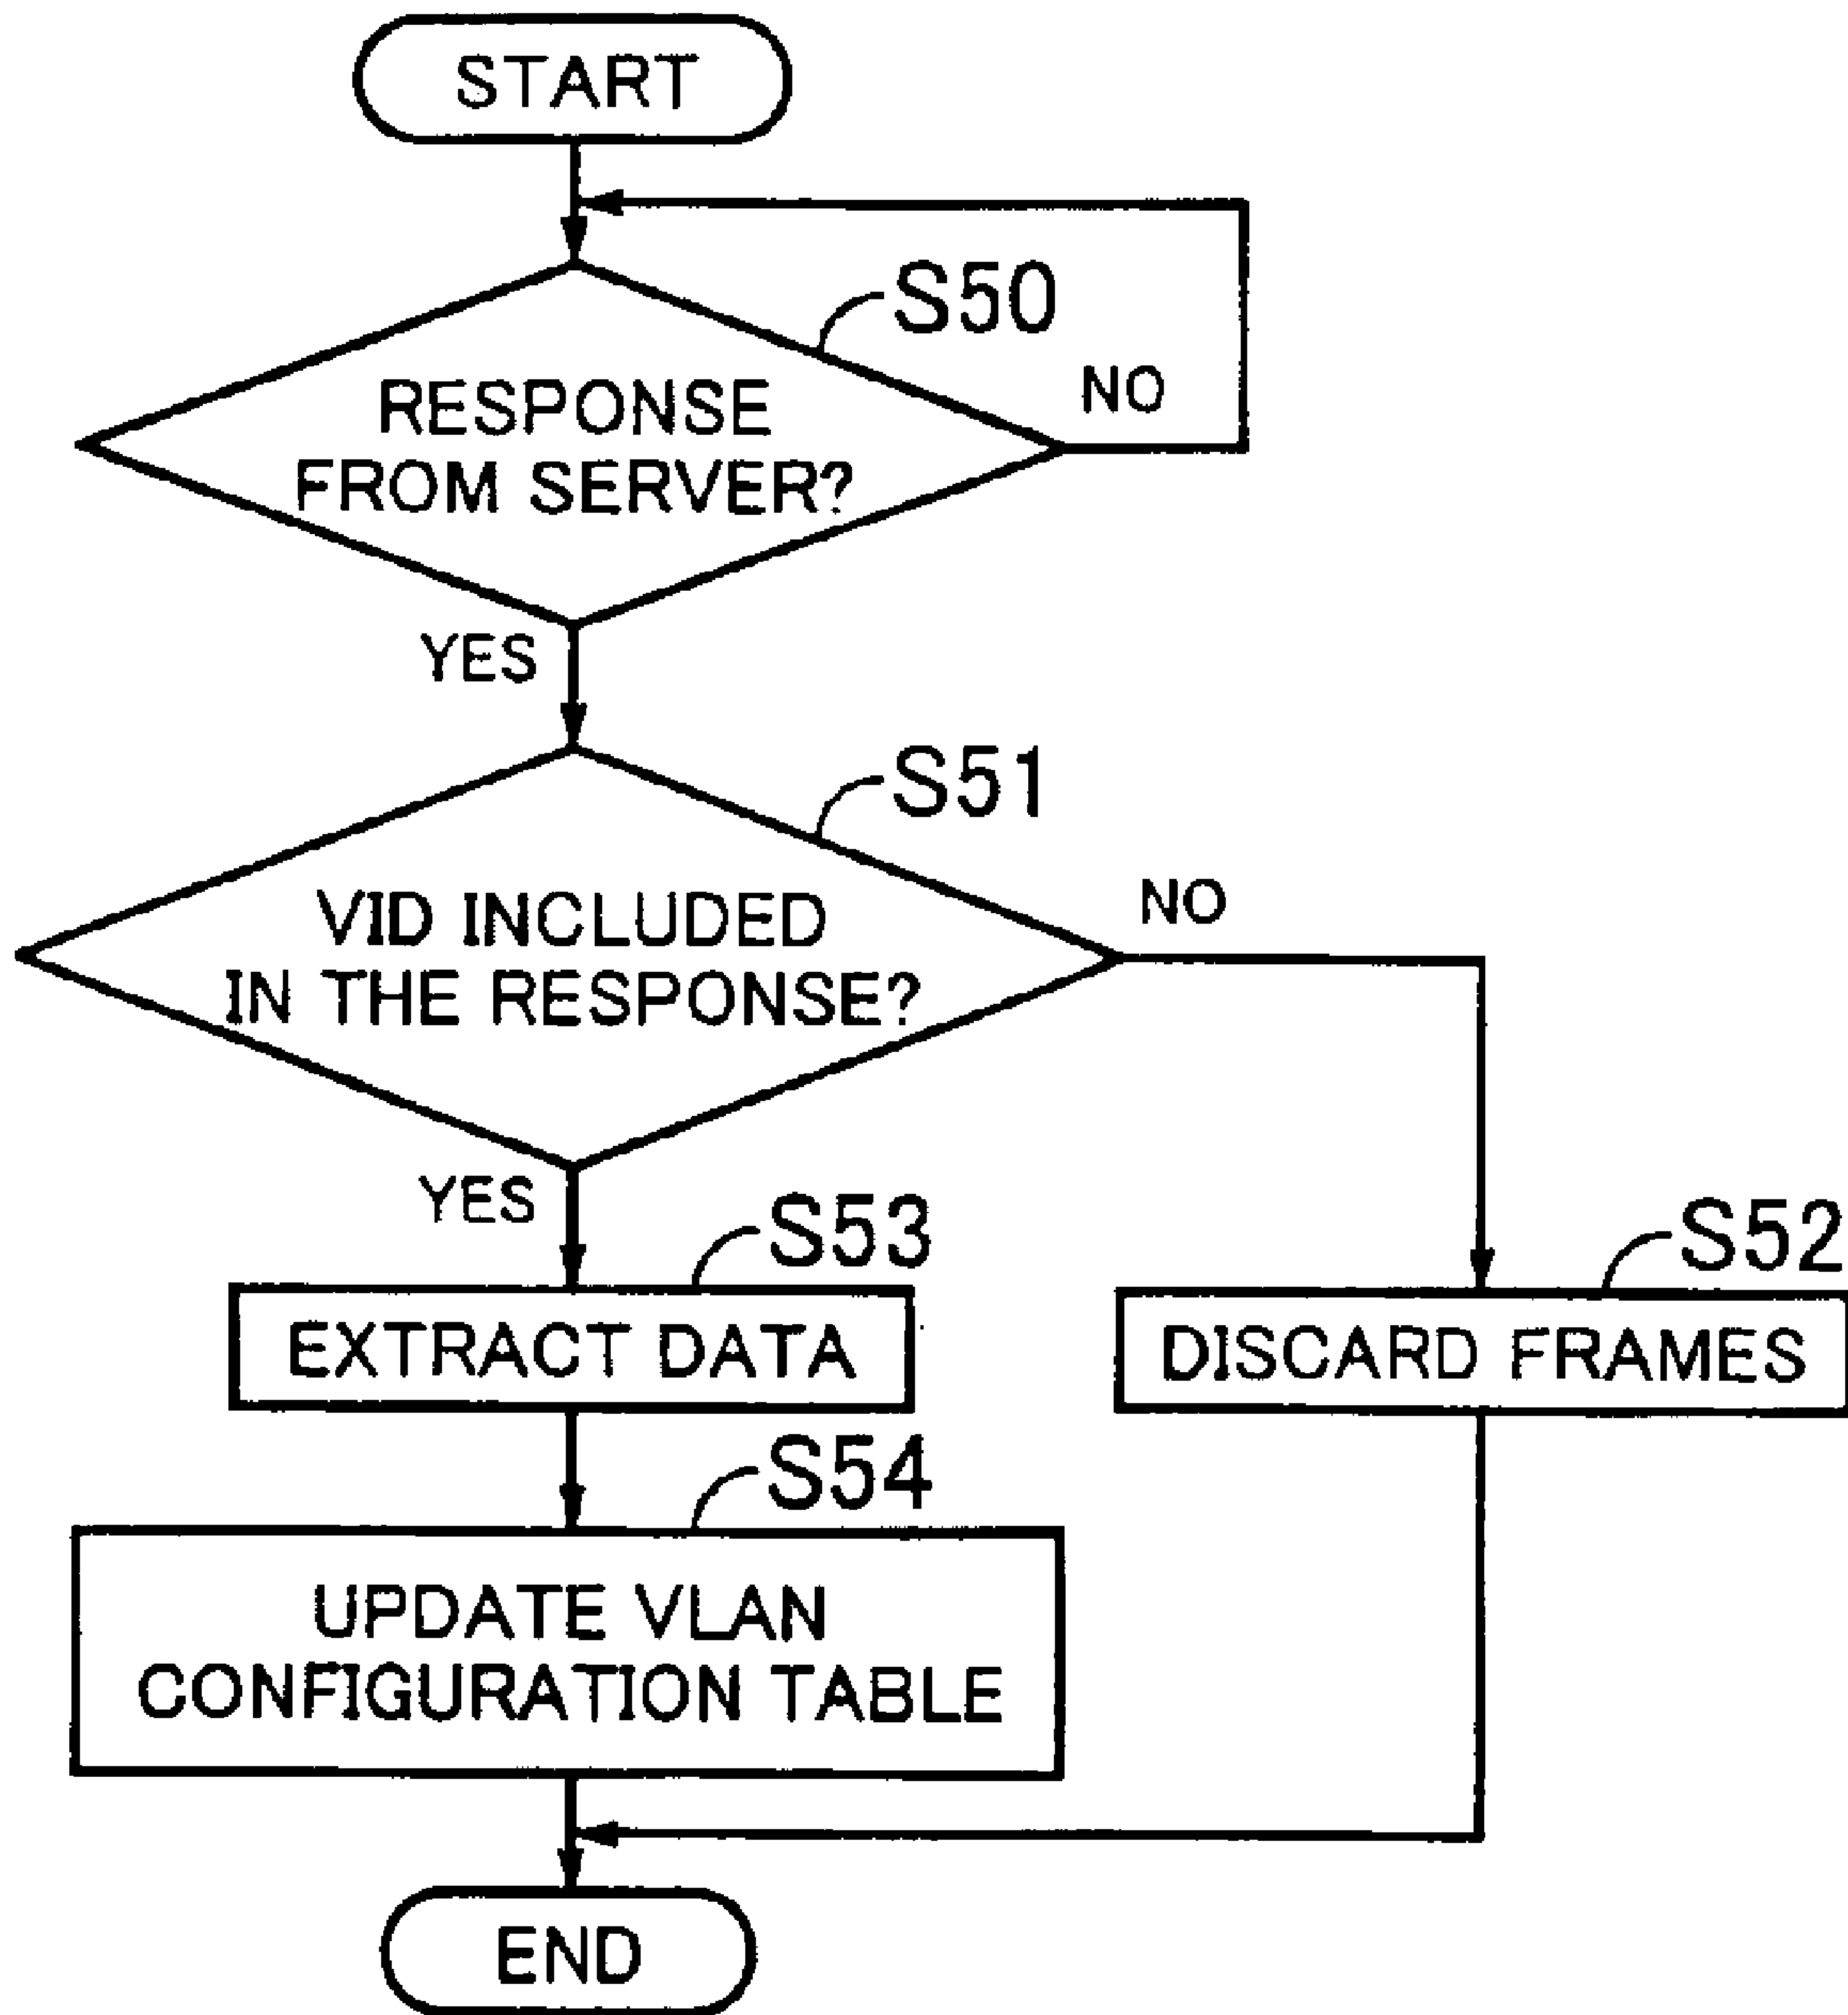 START
S50
RESPONSE
FROM SERVER?
NO
YES
S51
VID INCLUDED
IN THE RESPONSE?
NO
YES
S53
EXTRACT DATA
S52
DISCARD FRAMES
S54
UPDATE VLAN
CONFIGURATION TABLE
END